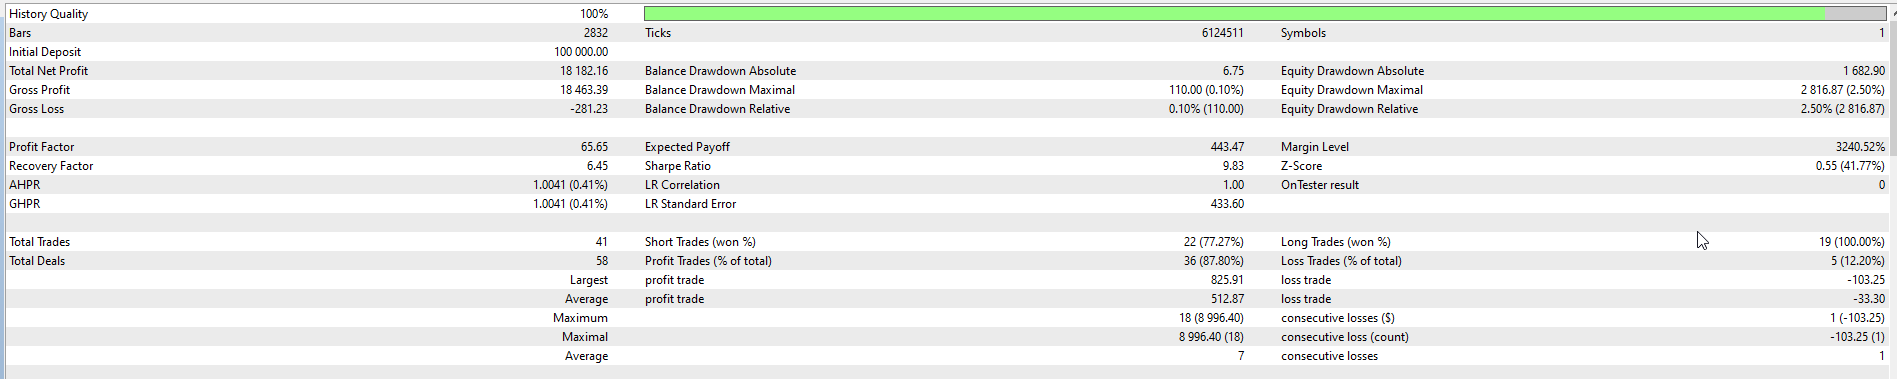 History Quality 100%
Bars 2832 Ticks 6124511 Symbols 1
Initial Deposit 100 000.00
Total Net Profit 18 182.16 Balance Drawdown Absolute 6.75 Equity Drawdown Absolute 1 682.90
Gross Profit 18 463.39 Balance Drawdown Maximal 110.00 (0.10%) Equity Drawdown Maximal 2 816.87 (2.50%)
Gross Loss -281.23 Balance Drawdown Relative 0.10% (110.00) Equity Drawdown Relative 2.50% (2 816.87)
Profit Factor 65.65 Expected Payoff 443.47 Margin Level 3240.52%
Recovery Factor 6.45 Sharpe Ratio 9.83 Z-Score 0.55 (41.77%)
AHPR 1.0041 (0.41%) LR Correlation 1.00 OnTester result 0
GHPR 1.0041 (0.41%) LR Standard Error 433.60
Total Trades 41 Short Trades (won %) 22 (77.27%) Long Trades (won %) 19 (100.00%)
Total Deals 58 Profit Trades (% of total) 36 (87.80%) Loss Trades (% of total) 5 (12.20%)
Largest profit trade 825.91 loss trade -103.25
Average profit trade 512.87 loss trade -33.30
Maximum 18 (8 996.40) consecutive losses ($) 1 (-103.25)
Maximal 8 996.40 (18) consecutive loss (count) -103.25 (1)
Average 7 consecutive losses 1